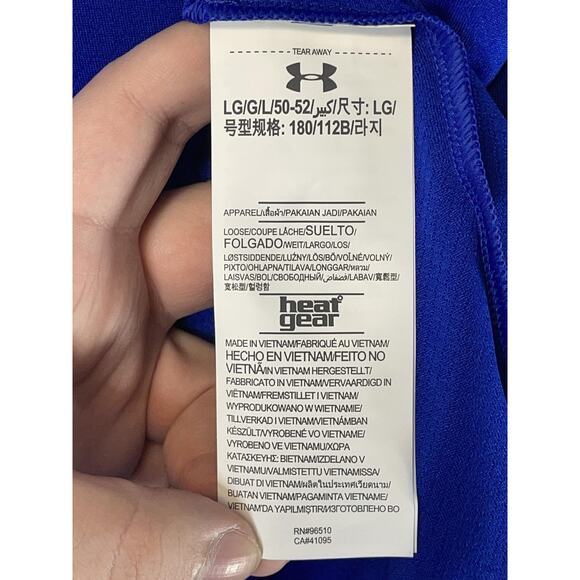 TEAR AWAY
LG/G/L/50-52/كبير/尺寸: LG/
号型规格: 180/112B/라지
APPAREL/เสื้อผ้า/PAKAIAN JADI/PAKAIAN
LOOSE/COUPE LÂCHE/SUELTO/
FOLGADO/WEIT/LARGO/LOS/
LØSTSIDDENDE/LUŹNY/LÖS/BŐ/VOĽNÉ/VOLNÝ/
PIXTO/OHLAPNA/TILAVA/LONGGAR/หลวม/
LAISVAS/BOL/СВОБОДНЫЙ/فضفاض/LABAV/寬鬆型/
宽松型/헐렁함
heat gear
MADE IN VIETNAM/FABRIQUÉ AU VIETNAM/
HECHO EN VIETNAM/FEITO NO
VIETNÃ/IN VIETNAM HERGESTELLT/
FABBRICATO IN VIETNAM/VERVAARDIGD IN
VIËTNAM/FREMSTILLET I VIETNAM/
WYPRODUKOWANO W WIETNAMIE/
TILLVERKAD I VIETNAM/VIETNÁMBAN
KÉSZÜLT/VYROBENÉ VO VIETNAM/
VYROBENO VE VIETNAMU/ΧΩΡΑ
ΚΑΤΑΣΚΕΥΗΣ: ΒΙΕΤΝΑΜ/IZDELANO V
VIETNAMU/VALMISTETTU VIETNAMISSA/
DIBUAT DI VIETNAM/ผลิตในประเทศเวียดนาม/
BUATAN VIETNAM/PAGAMINTA VIETNAME/
VIETNAM'DA YAPILMIŞTIR/ИЗГОТОВЛЕНО ВО
RN#96510
CA#41095